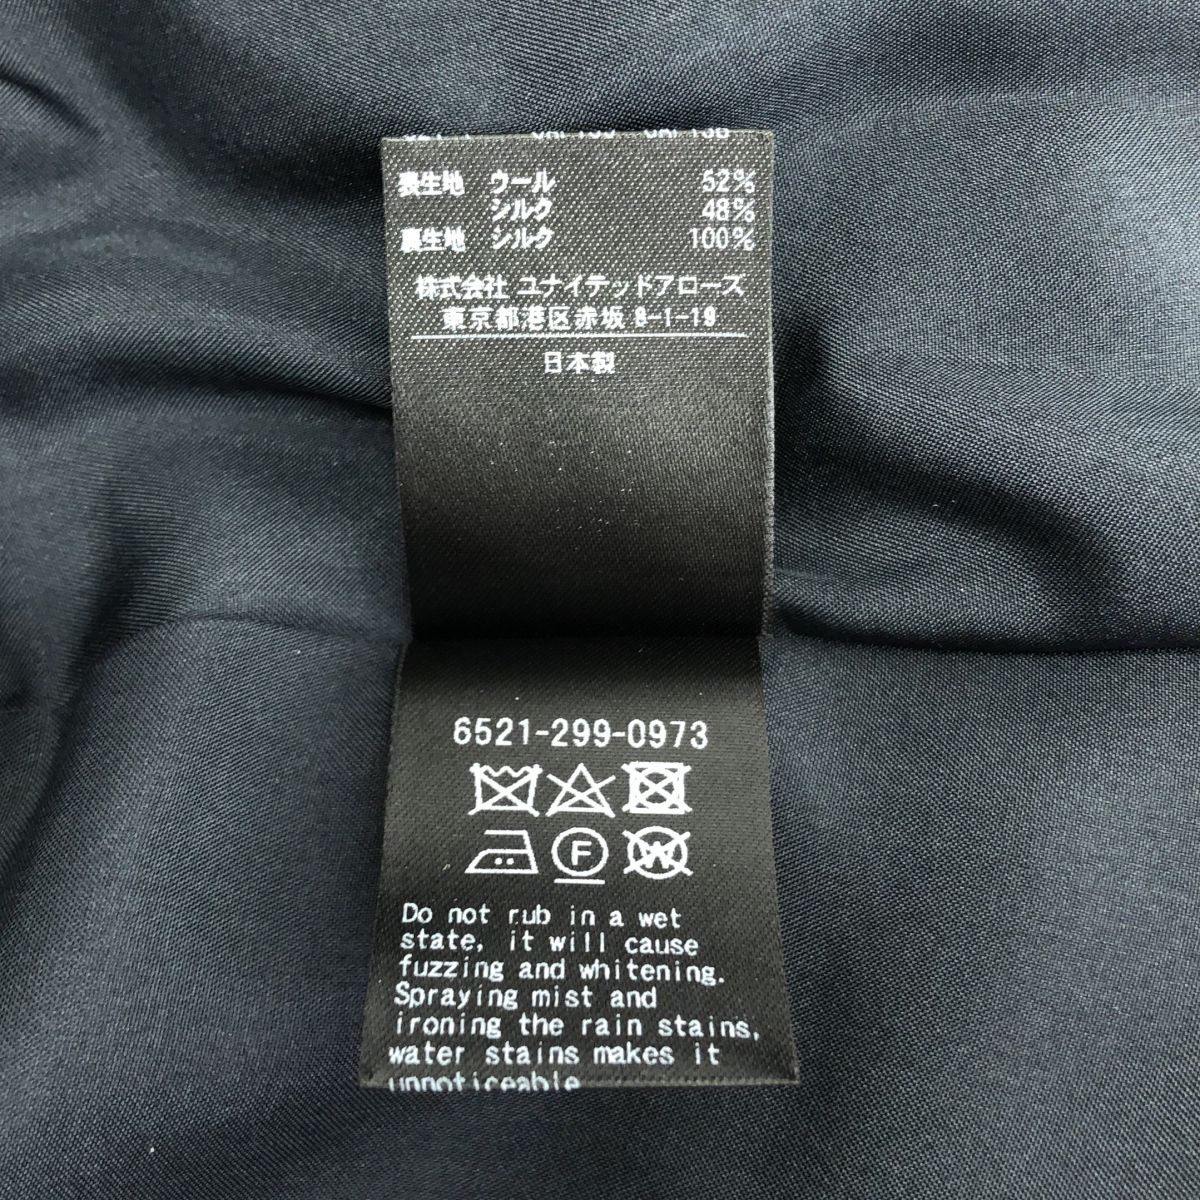 表生地 ウール 52%
シルク 48%
裏生地 シルク 100%
株式会社 ユナイテッドアローズ
東京都港区赤坂 8-1-19
日本製
6521-299-0973
F W
Do not rub in a wet
state, it will cause
fuzzing and whitening.
Spraying mist and
ironing the rain stains,
water stains makes it
unnoticeable